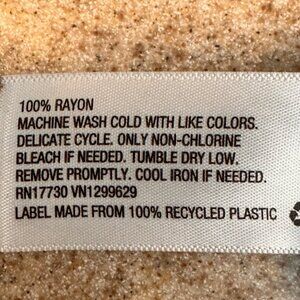 100% RAYON
MACHINE WASH COLD WITH LIKE COLORS.
DELICATE CYCLE. ONLY NON-CHLORINE
BLEACH IF NEEDED. TUMBLE DRY LOW.
REMOVE PROMPTLY. COOL IRON IF NEEDED.
RN17730 VN1299629
LABEL MADE FROM 100% RECYCLED PLASTIC